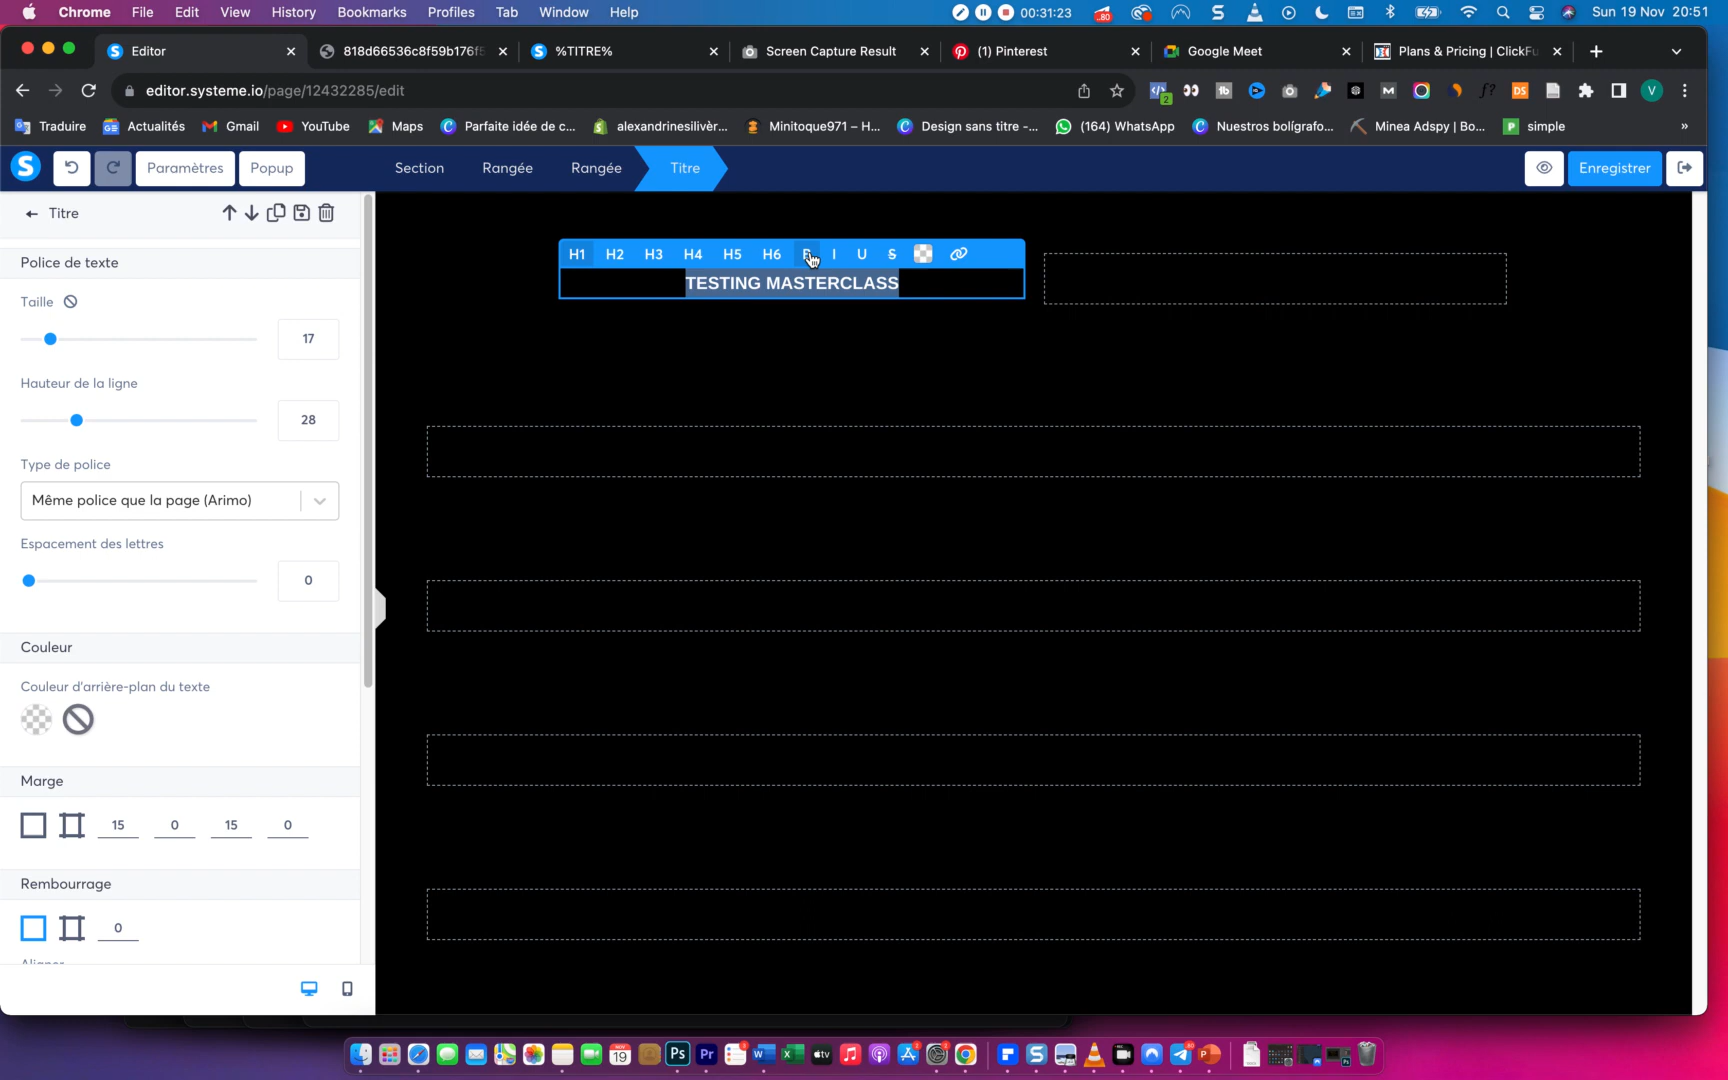 Chrome File Edit View History Bookmarks Profiles Tab Window Help 00:31:23 Sun 19 Nov 20:51
Editor 818d66536c8f59b176f5 %TITRE% Screen Capture Result (1) Pinterest Google Meet Plans & Pricing | ClickFu
editor.systeme.io/page/12432285/edit
Traduire Actualités Gmail YouTube Maps Parfaite idée de c... alexandrinesilivèr... Minitoque971 – H... Design sans titre -... (164) WhatsApp Nuestros bolígrafo... Minea Adspy | Bo... simple »
S Paramètres Popup Section Rangée Rangée Titre Enregistrer
Titre
Police de texte
Taille
17
Hauteur de la ligne
28
Type de police
Même police que la page (Arimo)
Espacement des lettres
0
Couleur
Couleur d'arrière-plan du texte
Marge
15 0 15 0
Rembourrage
0
H1 H2 H3 H4 H5 H6 I U S
TESTING MASTERCLASS